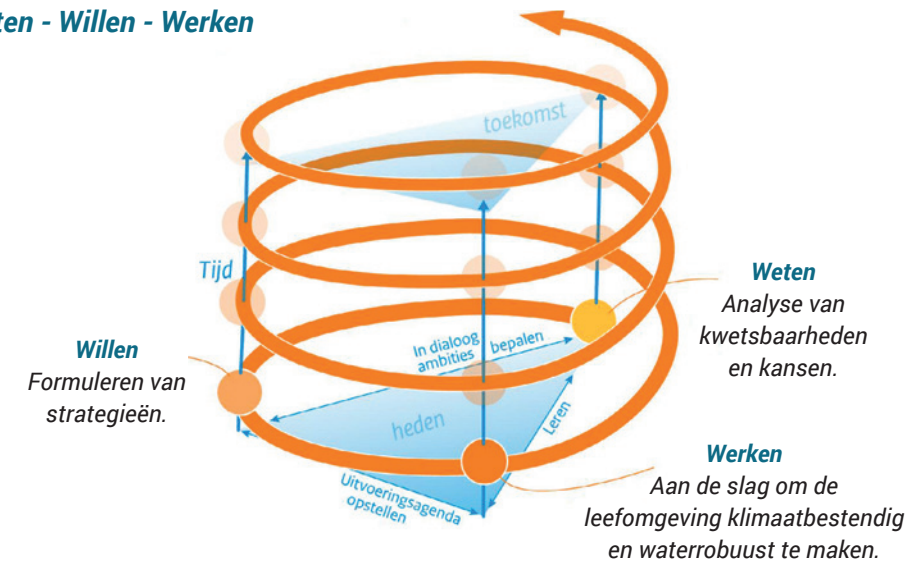 - Willen - Werken
toekomst
Tijd
Weten
Analyse van
kwetsbaarheden
en kansen.
Willen
Formuleren van
strategieën.
In dialoog
ambities
bepalen
heden
Leren
Uitvoeringsagenda
opstellen
Werken
Aan de slag om de
leefomgeving klimaatbestendig
en waterrobuust te maken.